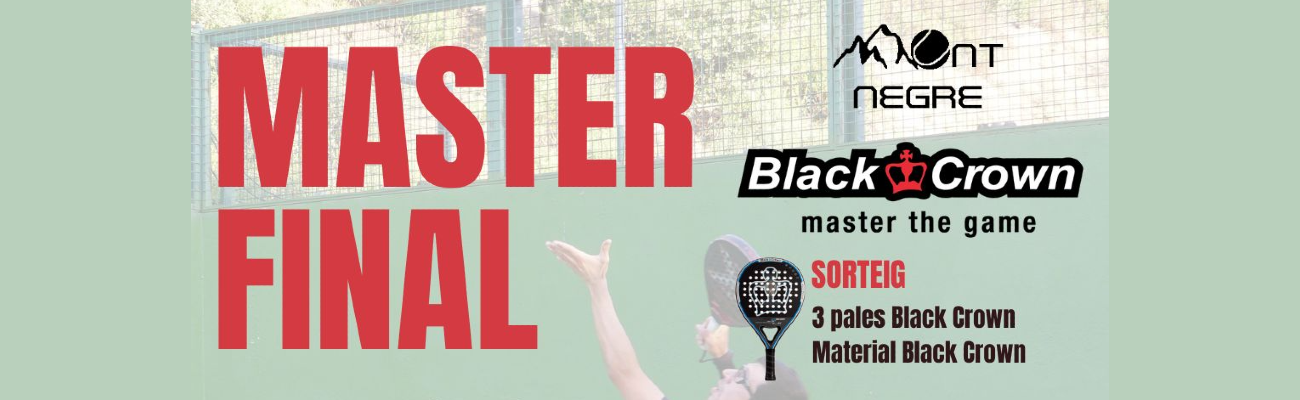 MASTER
FINAL
MONT
NEGRE
Black Crown
master the game
SORTEIG
3 pales Black Crown
Material Black Crown